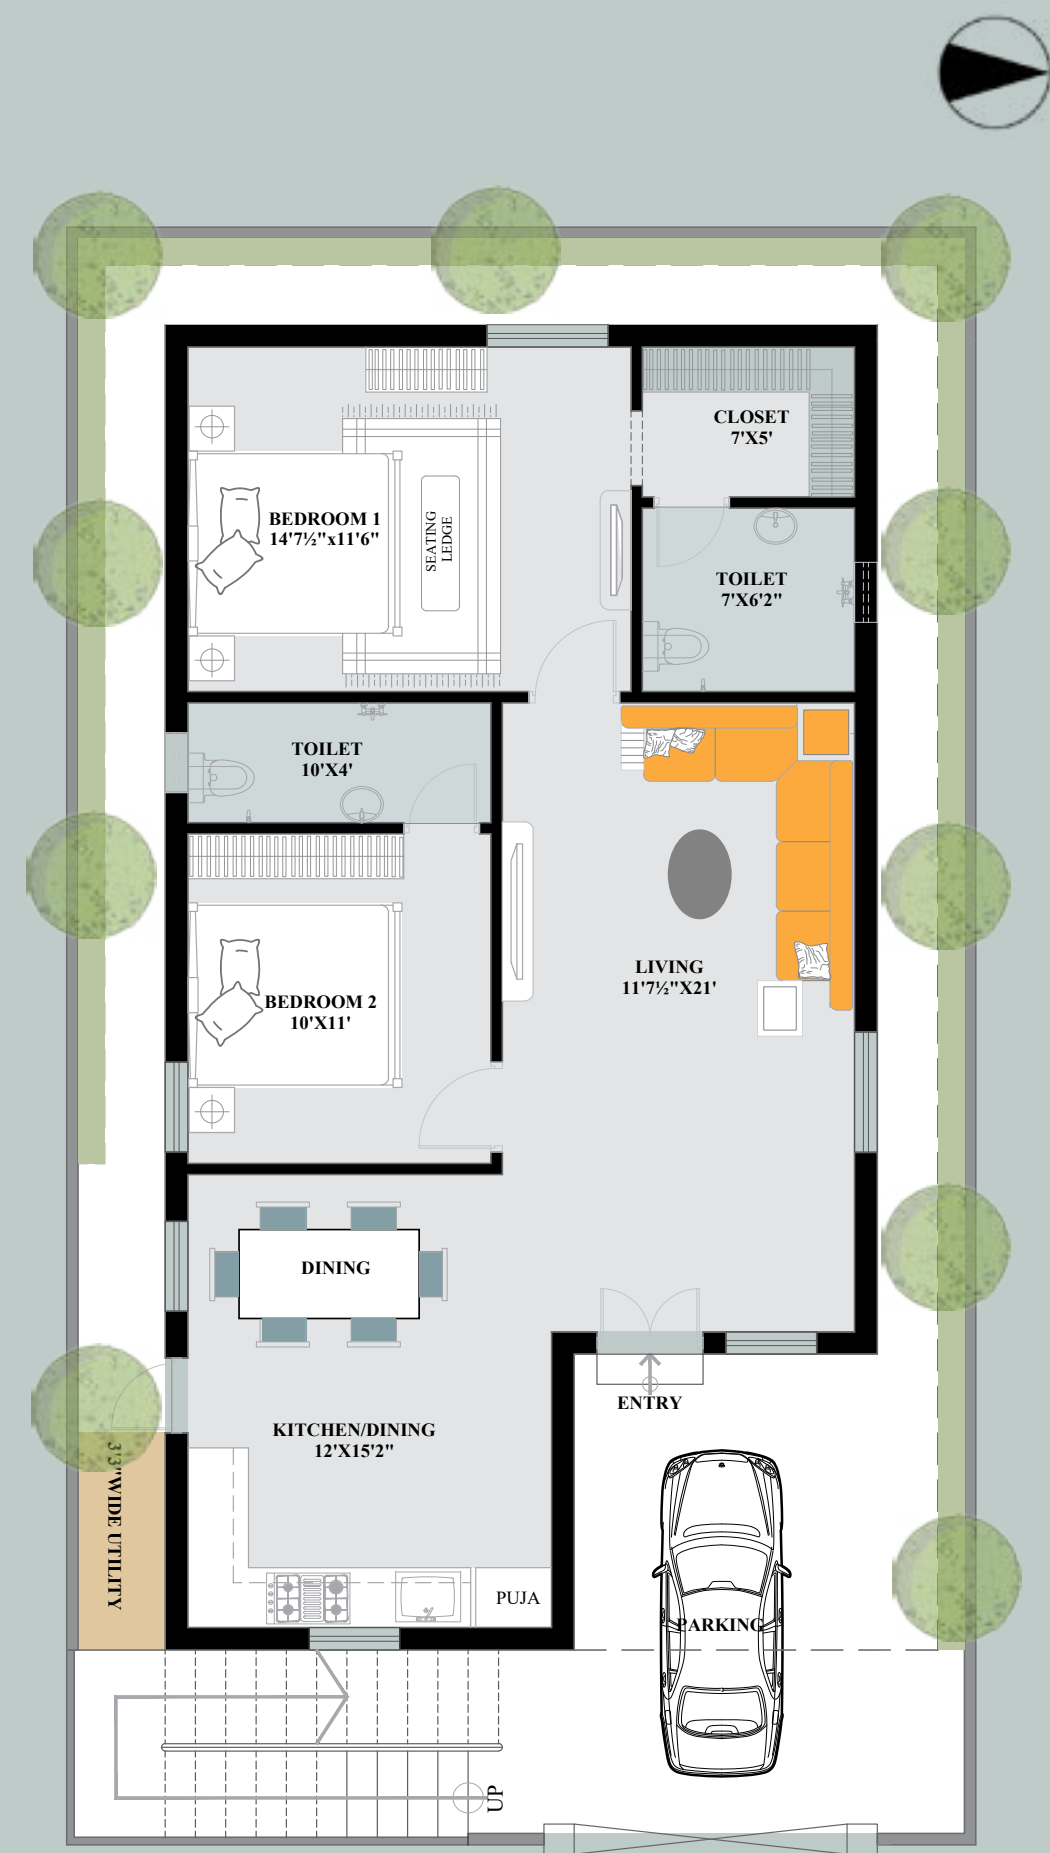 CLOSET
7'X5'
BEDROOM 1
14'7½"x11'6"
SEATING
LEDGE
TOILET
7'X6'2"
TOILET
10'X4'
LIVING
11'7½"X21'
BEDROOM 2
10'X11'
DINING
ENTRY
KITCHEN/DINING
12'X15'2"
3'3"WIDE UTILITY
PUJA
PARKING
UP